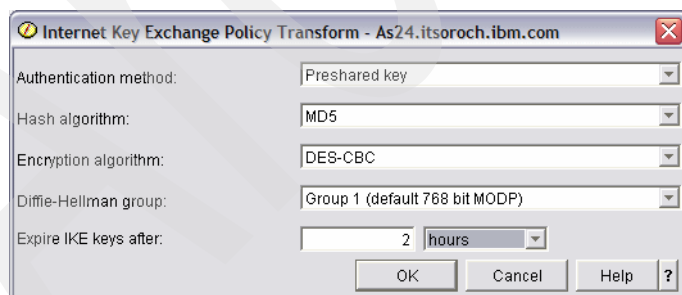 Internet Key Exchange Policy Transform - As24.itsoroch.ibm.com
Authentication method: Preshared key
Hash algorithm: MD5
Encryption algorithm: DES-CBC
Diffie-Hellman group: Group 1 (default 768 bit MODP)
Expire IKE keys after: 2 hours
OK Cancel Help ?